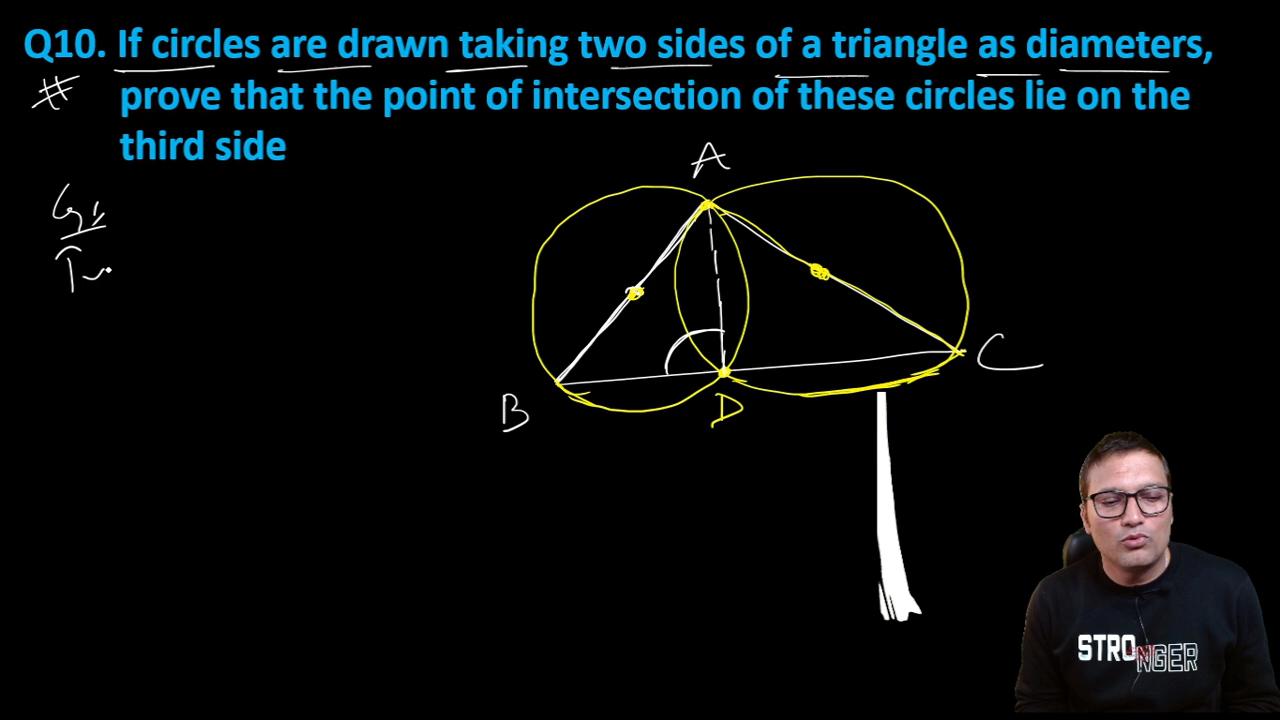 Q10. If circles are drawn taking two sides of a triangle as diameters,
# prove that the point of intersection of these circles lie on the
third side
A
B
D
C
STRONGER